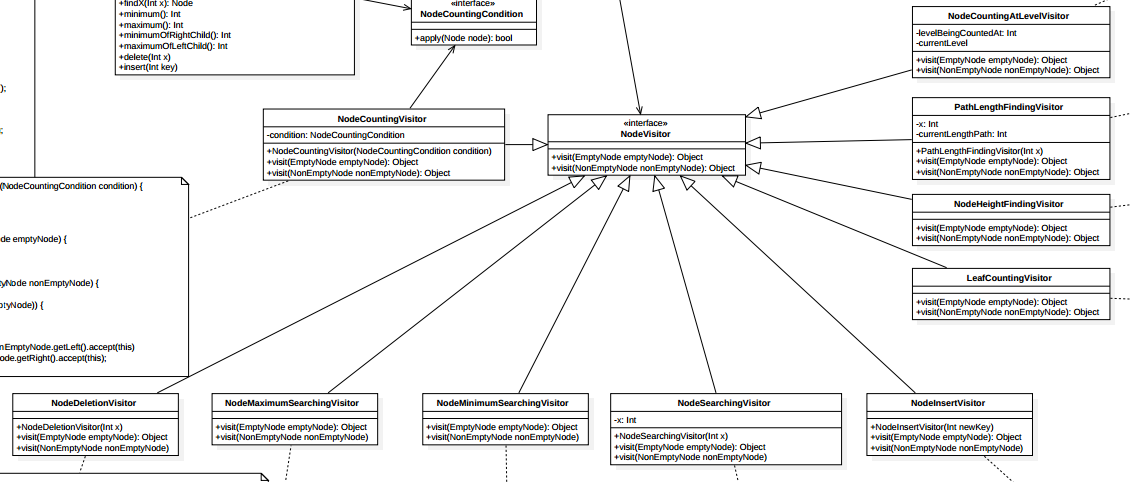 +findX(Int x): Node
+minimum(): Int
+maximum(): Int
+minimumOfRightChild(): Int
+maximumOfLeftChild(): Int
+delete(Int x)
+insert(Int key)
«interface»
NodeCountingCondition
+apply(Node node): bool
NodeCountingAtLevelVisitor
-levelBeingCountedAt: Int
-currentLevel
+visit(EmptyNode emptyNode): Object
+visit(NonEmptyNode nonEmptyNode): Object
);
NodeCountingVisitor
-condition: NodeCountingCondition
+NodeCountingVisitor(NodeCountingCondition condition)
+visit(EmptyNode emptyNode): Object
+visit(NonEmptyNode nonEmptyNode): Object
«interface»
NodeVisitor
+visit(EmptyNode emptyNode): Object
+visit(NonEmptyNode nonEmptyNode): Object
PathLengthFindingVisitor
-x: Int
-currentLengthPath: Int
+PathLengthFindingVisitor(Int x)
+visit(EmptyNode emptyNode): Object
+visit(NonEmptyNode nonEmptyNode): Object
(NodeCountingCondition condition) {
de emptyNode) {
tyNode nonEmptyNode) {
ptyNode)) {
nEmptyNode.getLeft().accept(this)
ode.getRight().accept(this);
NodeHeightFindingVisitor
+visit(EmptyNode emptyNode): Object
+visit(NonEmptyNode nonEmptyNode): Object
LeafCountingVisitor
+visit(EmptyNode emptyNode): Object
+visit(NonEmptyNode nonEmptyNode): Object
NodeDeletionVisitor
+NodeDeletionVisitor(Int x)
+visit(EmptyNode emptyNode): Object
+visit(NonEmptyNode nonEmptyNode)
NodeMaximumSearchingVisitor
+visit(EmptyNode emptyNode): Object
+visit(NonEmptyNode nonEmptyNode)
NodeMinimumSearchingVisitor
+visit(EmptyNode emptyNode): Object
+visit(NonEmptyNode nonEmptyNode)
NodeSearchingVisitor
-x: Int
+NodeSearchingVisitor(Int x)
+visit(EmptyNode emptyNode): Object
+visit(NonEmptyNode nonEmptyNode)
NodeInsertVisitor
+NodeInsertVisitor(Int newKey)
+visit(EmptyNode emptyNode): Object
+visit(NonEmptyNode nonEmptyNode)